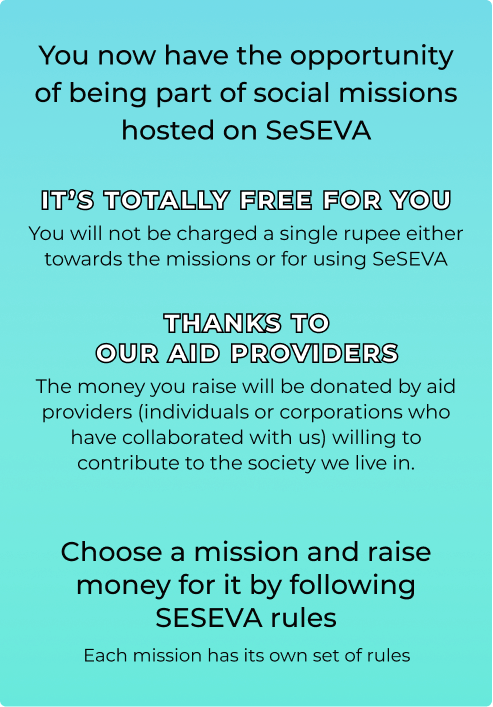 You now have the opportunity
of being part of social missions
hosted on SeSEVA
IT'S TOTALLY FREE FOR YOU
You will not be charged a single rupee either
towards the missions or for using SeSEVA
THANKS TO
OUR AID PROVIDERS
The money you raise will be donated by aid
providers (individuals or corporations who
have collaborated with us) willing to
contribute to the society we live in.
Choose a mission and raise
money for it by following
SESEVA rules
Each mission has its own set of rules